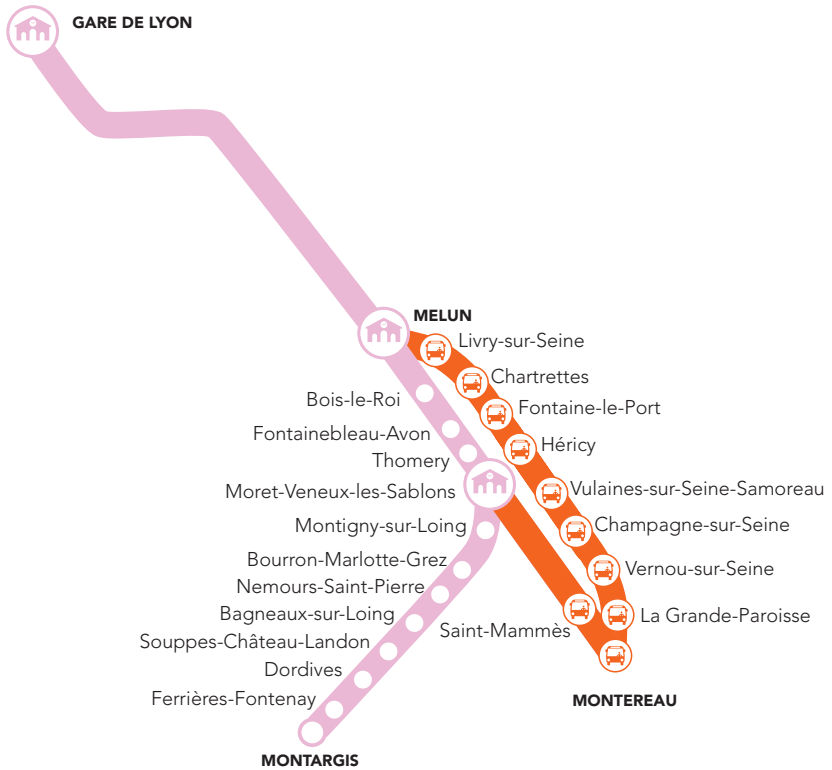 GARE DE LYON
MELUN
Livry-sur-Seine
Chartrettes
Bois-le-Roi
Fontaine-le-Port
Fontainebleau-Avon
Héricy
Thomery
Moret-Veneux-les-Sablons
Vulaines-sur-Seine-Samoreau
Montigny-sur-Loing
Champagne-sur-Seine
Bourron-Marlotte-Grez
Vernou-sur-Seine
Nemours-Saint-Pierre
Bagneaux-sur-Loing
La Grande-Paroisse
Saint-Mammès
Souppes-Château-Landon
Dordives
Ferrières-Fontenay
MONTEREAU
MONTARGIS